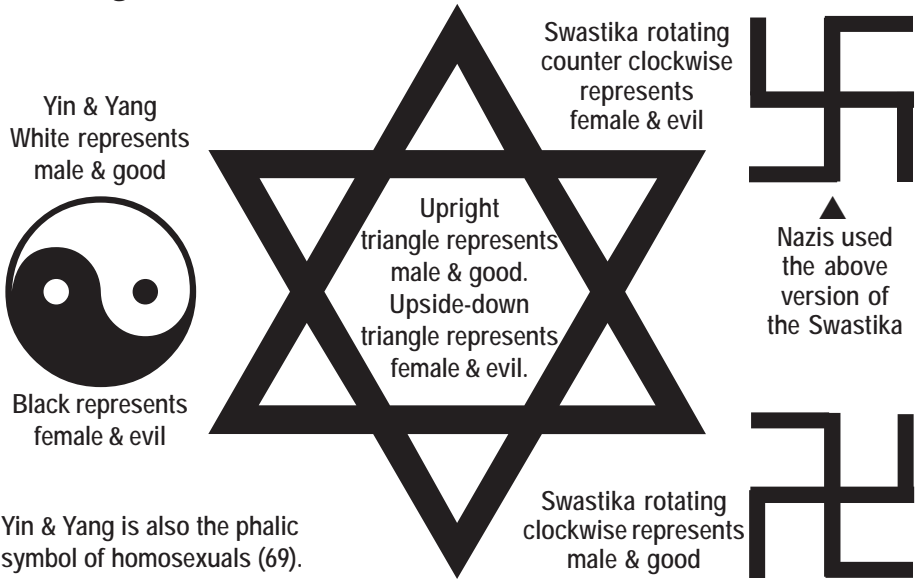 Yin & Yang
White represents
male & good
Black represents
female & evil
Yin & Yang is also the phalic
symbol of homosexuals (69).
Upright
triangle represents
male & good.
Upside-down
triangle represents
female & evil.
Swastika rotating
counter clockwise
represents
female & evil
Nazis used
the above
version of
the Swastika
Swastika rotating
clockwise represents
male & good